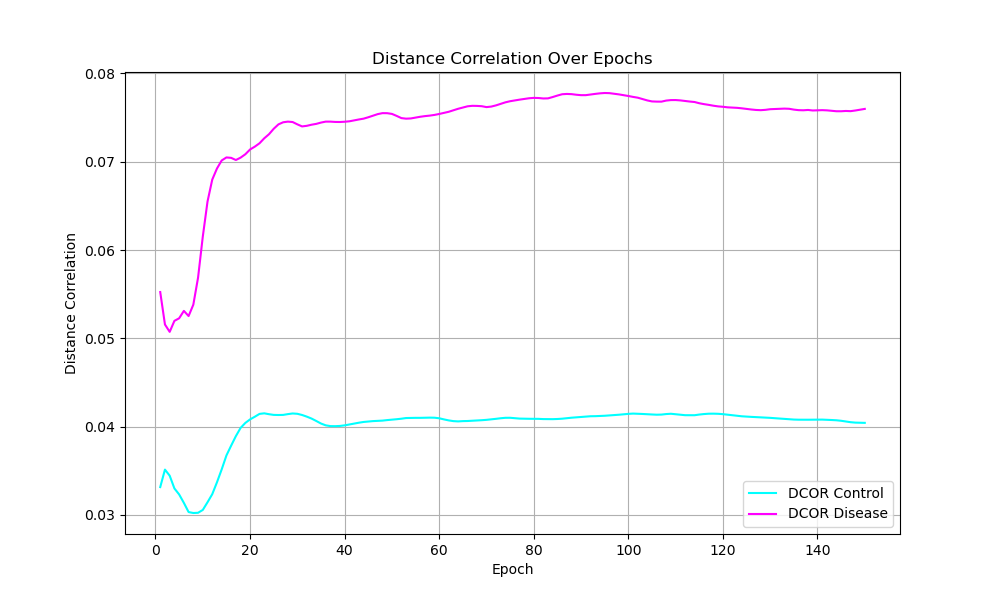 Distance Correlation Over Epochs
0.08
0.07
0.06
0.05
0.04
0.03
Distance Correlation
0 20 40 60 80 100 120 140
Epoch
DCOR Control
DCOR Disease